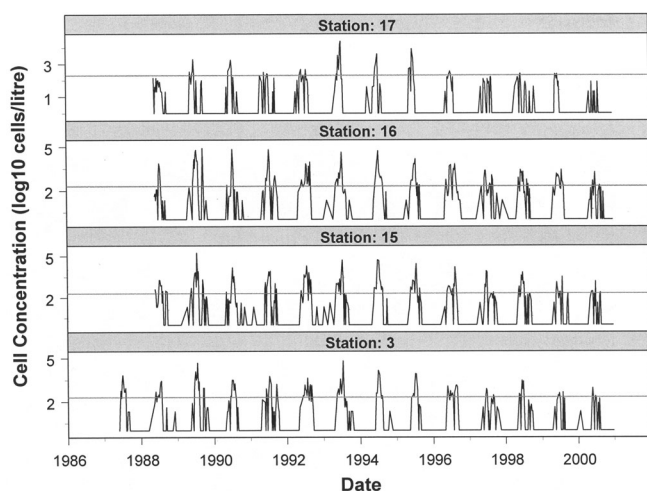 Station: 17
3
1
Station: 16
5
2
Station: 15
5
2
Station: 3
5
2
1986 1988 1990 1992 1994 1996 1998 2000
Date
Cell Concentration (log10 cells/litre)